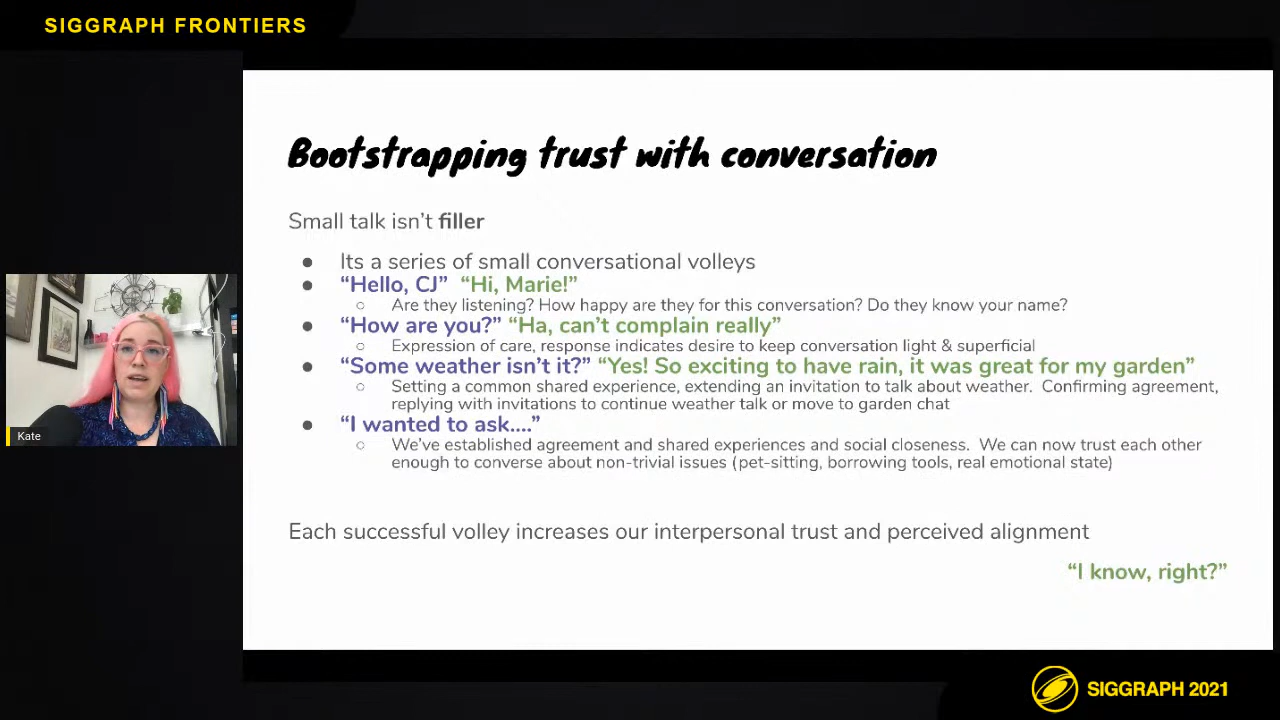 SIGGRAPH FRONTIERS
Bootstrapping trust with conversation
Small talk isn't filler
● Its a series of small conversational volleys
● “Hello, CJ” “Hi, Marie!”
○ Are they listening? How happy are they for this conversation? Do they know your name?
● “How are you?” “Ha, can't complain really”
○ Expression of care, response indicates desire to keep conversation light & superficial
● “Some weather isn't it?” “Yes! So exciting to have rain, it was great for my garden”
○ Setting a common shared experience, extending an invitation to talk about weather. Confirming agreement,
replying with invitations to continue weather talk or move to garden chat
● “I wanted to ask....”
○ We've established agreement and shared experiences and social closeness. We can now trust each other
enough to converse about non-trivial issues (pet-sitting, borrowing tools, real emotional state)
Each successful volley increases our interpersonal trust and perceived alignment
“I know, right?”
Kate
SIGGRAPH 2021